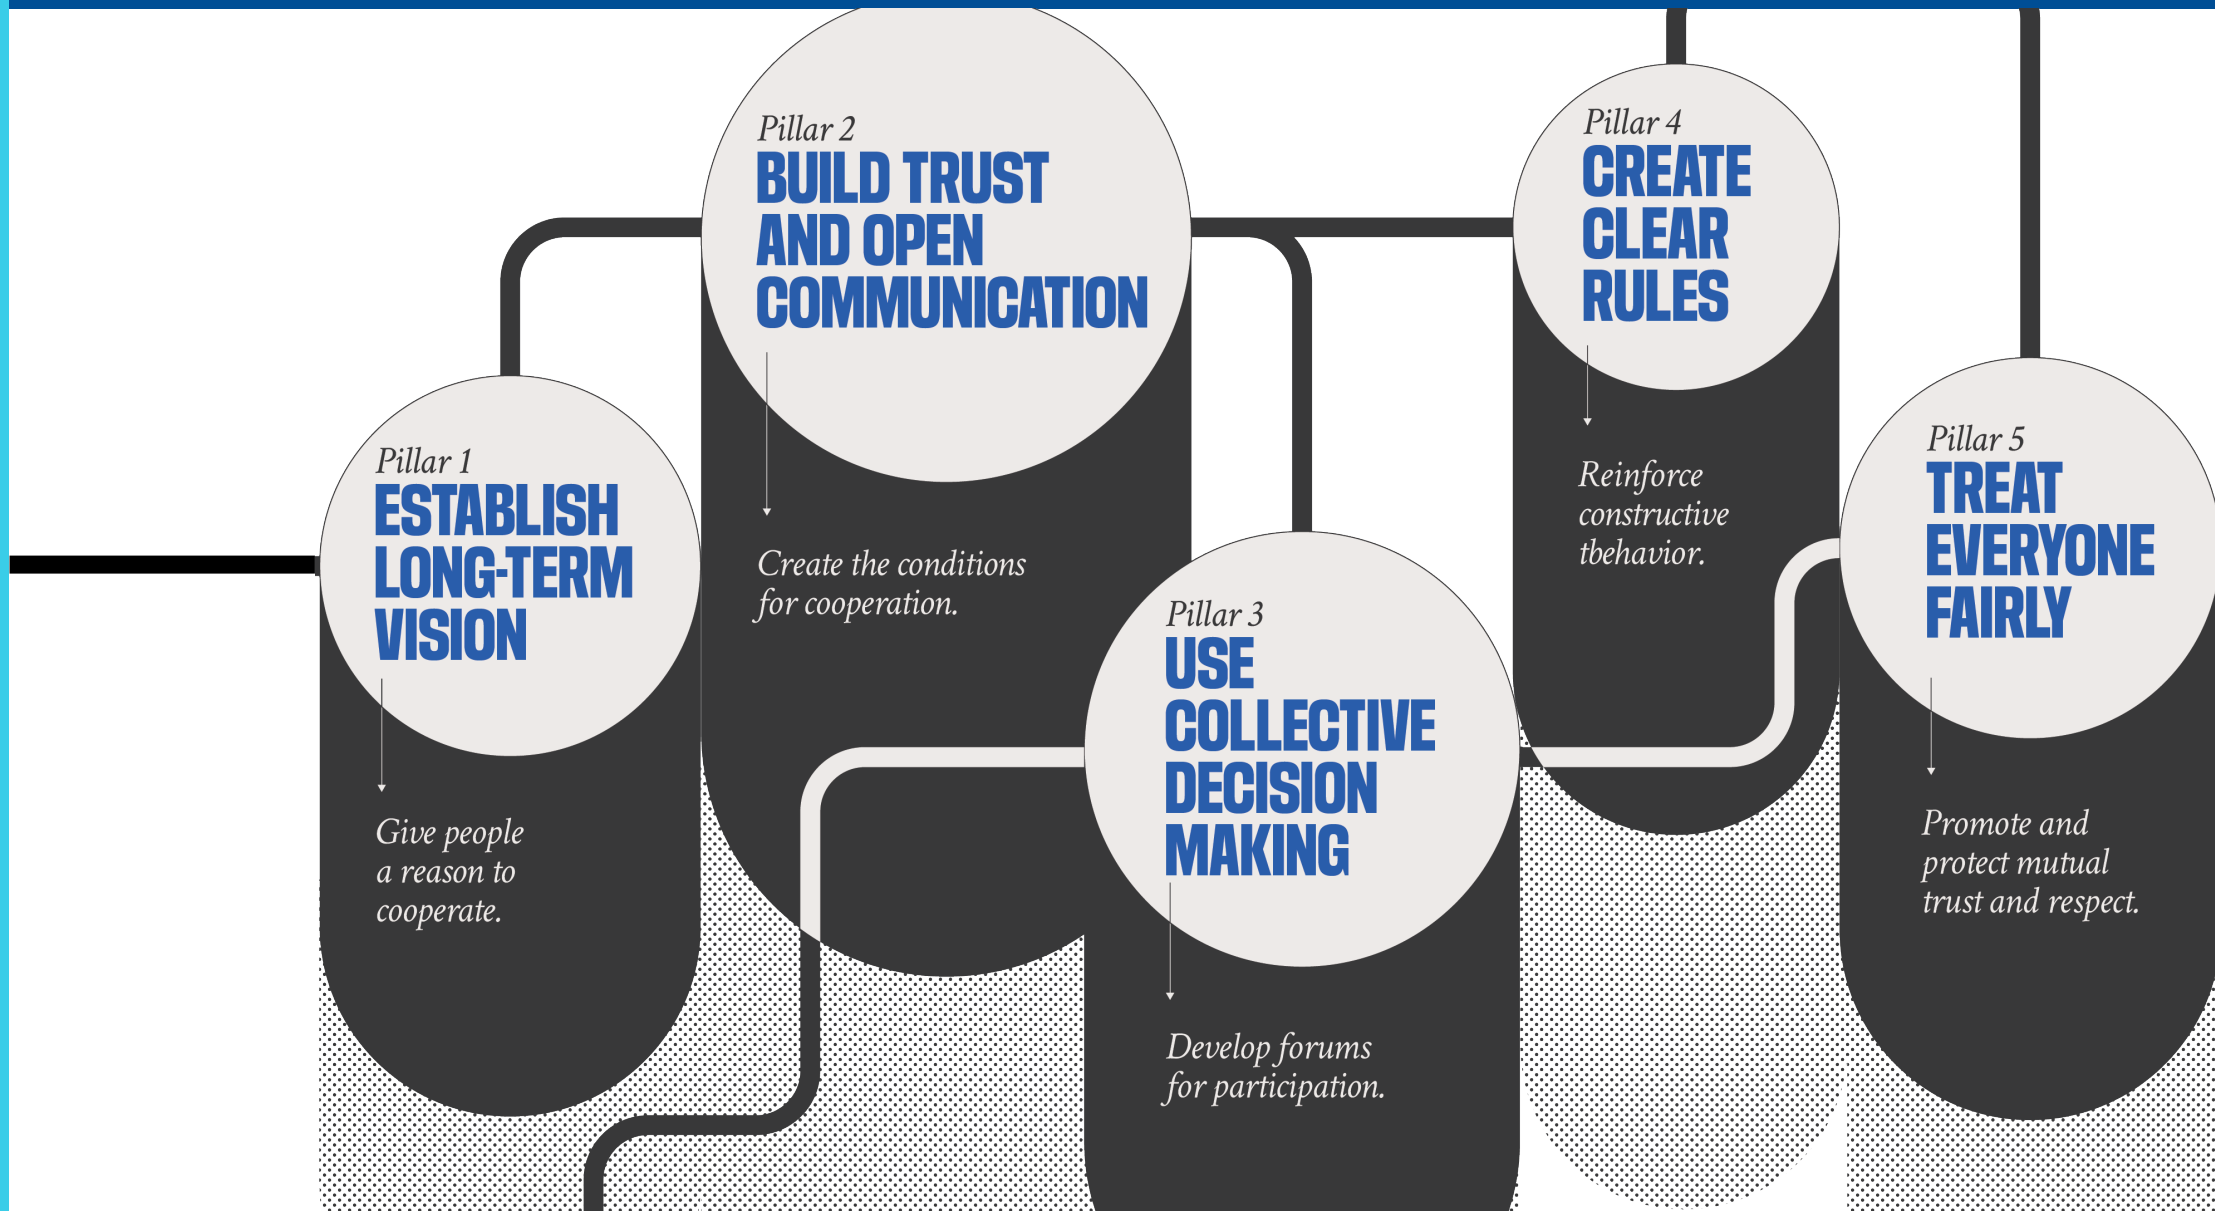 Pillar 1
ESTABLISH
LONG-TERM
VISION
Give people
a reason to
cooperate.
Pillar 2
BUILD TRUST
AND OPEN
COMMUNICATION
Create the conditions
for cooperation.
Pillar 3
USE
COLLECTIVE
DECISION
MAKING
Develop forums
for participation.
Pillar 4
CREATE
CLEAR
RULES
Reinforce
constructive
tbehavior.
Pillar 5
TREAT
EVERYONE
FAIRLY
Promote and
protect mutual
trust and respect.